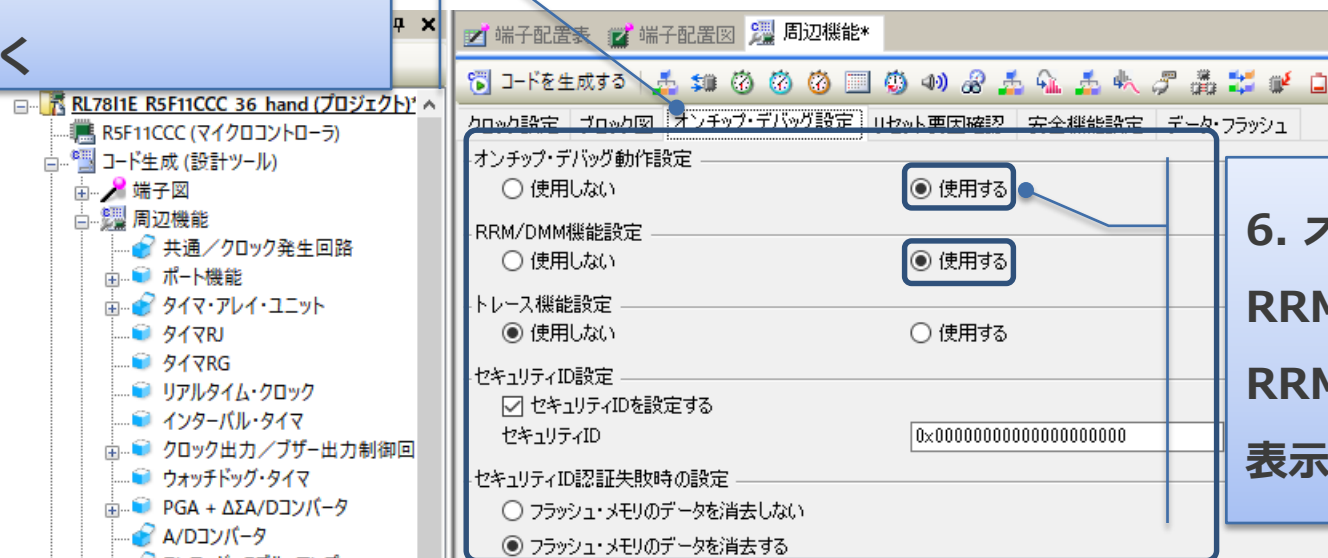 く
端子配置表 端子配置図 周辺機能*
コードを生成する
クロック設定 ブロック図 オンチップ・デバッグ設定 リセット要因確認 安全機能設定 データ・フラッシュ
RL78I1E_R5F11CCC_36_hand (プロジェクト)*
R5F11CCC (マイクロコントローラ)
コード生成 (設計ツール)
端子図
周辺機能
共通／クロック発生回路
ポート機能
タイマ・アレイ・ユニット
タイマRJ
タイマRG
リアルタイム・クロック
インターバル・タイマ
クロック出力／ブザー出力制御回
ウォッチドッグ・タイマ
PGA + ΔΣA/Dコンバータ
A/Dコンバータ
オンチップ・デバッグ動作設定
使用しない 使用する
RRM/DMM機能設定
使用しない 使用する
トレース機能設定
使用しない 使用する
セキュリティID設定
セキュリティIDを設定する
セキュリティID 0x00000000000000000000
セキュリティID認証失敗時の設定
フラッシュ・メモリのデータを消去しない
フラッシュ・メモリのデータを消去する
6. オ
RRM
RRM
表示